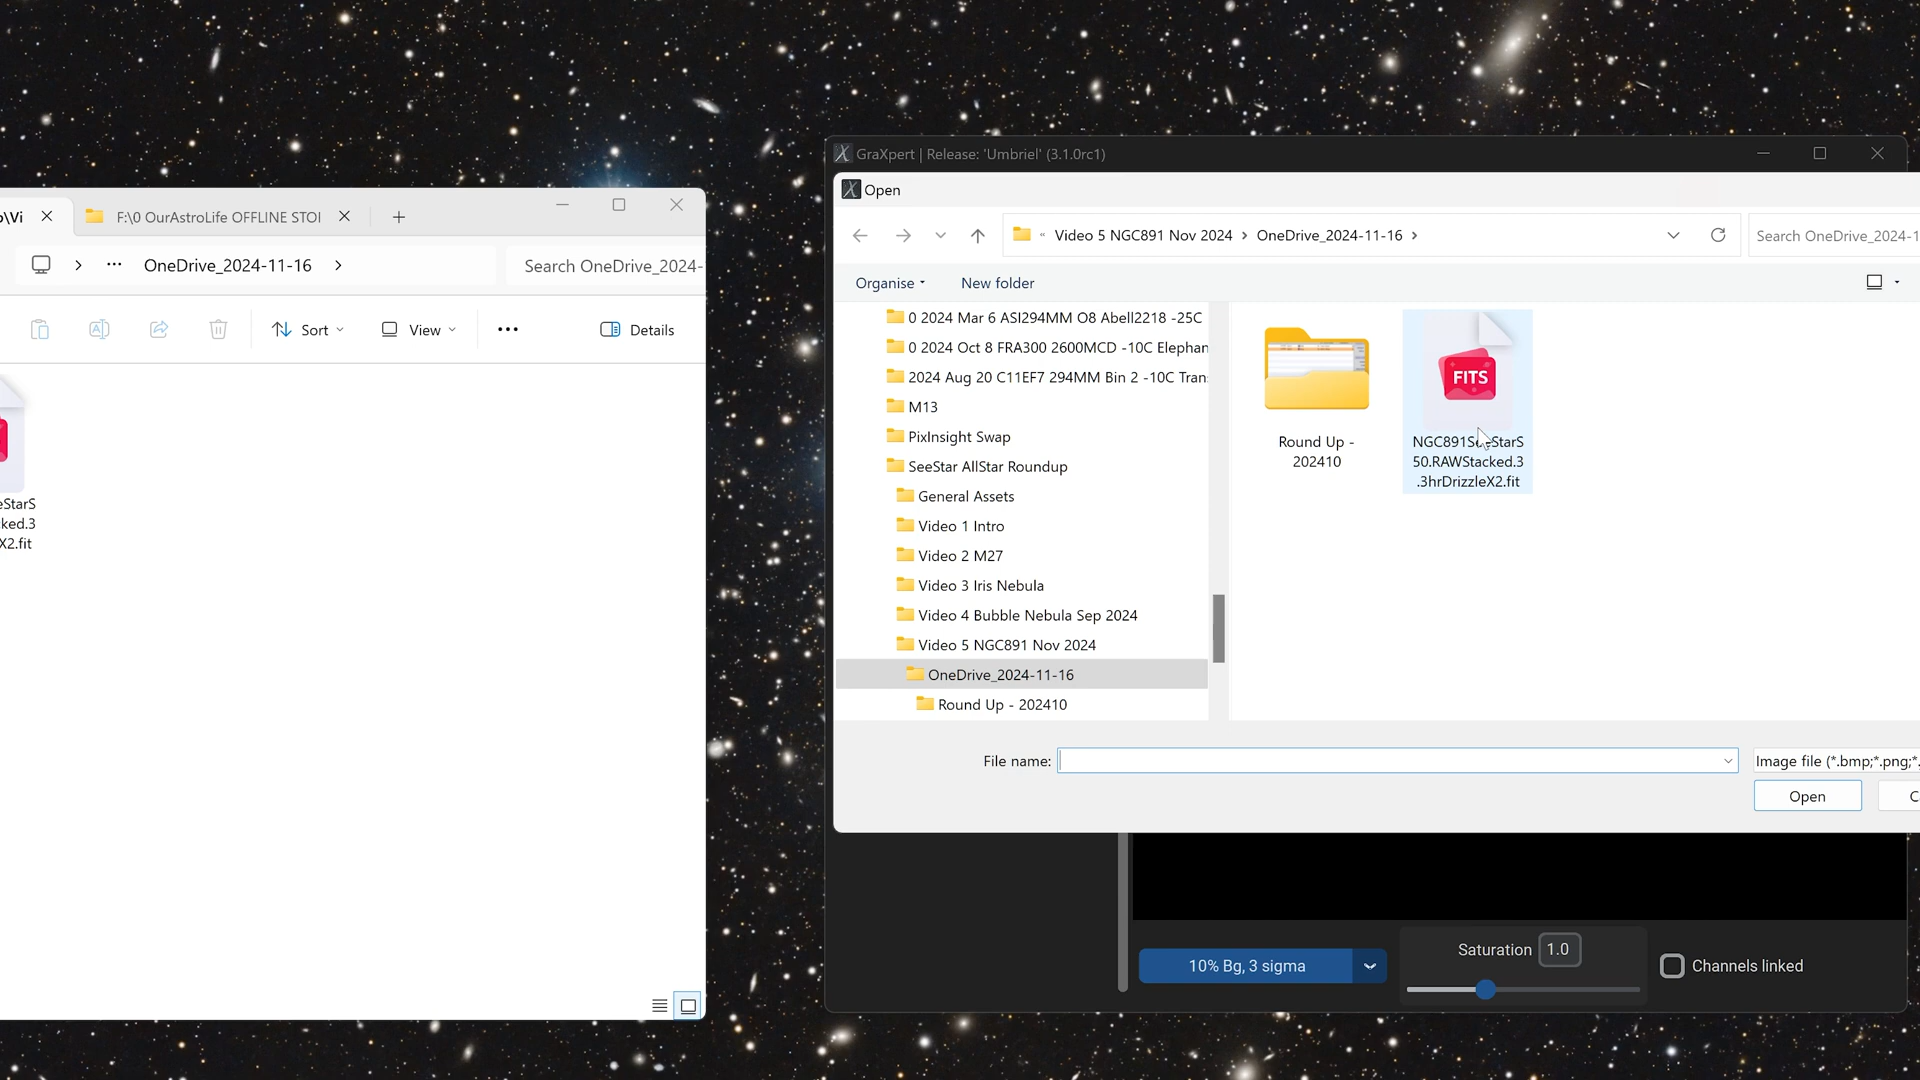 GraXpert | Release: 'Umbriel' (3.1.0rc1)
Open
« Video 5 NGC891 Nov 2024 > OneDrive_2024-11-16 >
Search OneDrive_2024-1
Organise
New folder
0 2024 Mar 6 ASI294MM O8 Abell2218 -25C
0 2024 Oct 8 FRA300 2600MCD -10C Elephan
2024 Aug 20 C11EF7 294MM Bin 2 -10C Tran
M13
PixInsight Swap
SeeStar AllStar Roundup
General Assets
Video 1 Intro
Video 2 M27
Video 3 Iris Nebula
Video 4 Bubble Nebula Sep 2024
Video 5 NGC891 Nov 2024
OneDrive_2024-11-16
Round Up - 202410
Round Up -
202410
FITS
NGC891SeeStarS
50.RAWStacked.3
.3hrDrizzleX2.fit
File name:
Image file (*.bmp;*.png;*.
Open
C
10% Bg, 3 sigma
Saturation 1.0
Channels linked
o\Vi
F:\0 OurAstroLife OFFLINE STOI
OneDrive_2024-11-16 >
Search OneDrive_2024-
Sort
View
Details
eStarS
ked.3
X2.fit